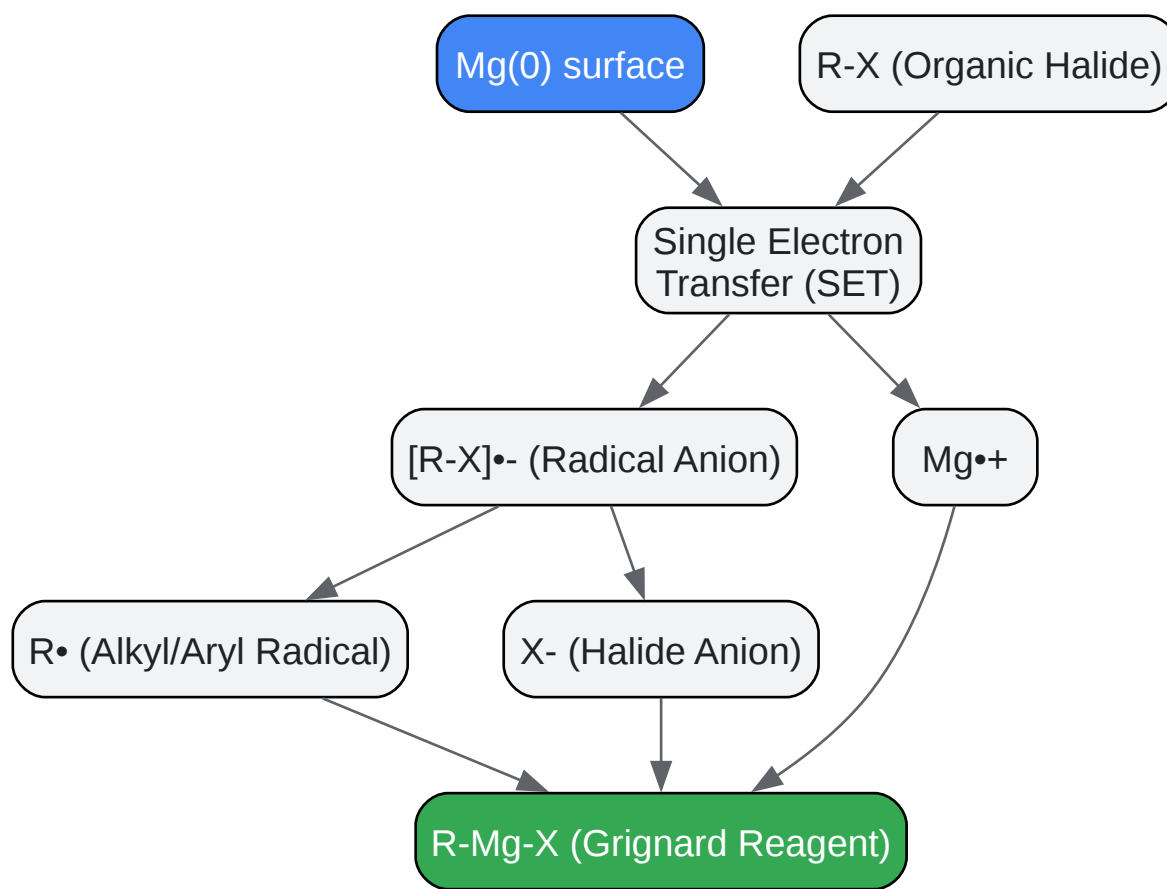 Mg(0) surface
R-X (Organic Halide)
Single Electron
Transfer (SET)
[R-X]•- (Radical Anion)
Mg•+
R• (Alkyl/Aryl Radical)
X- (Halide Anion)
R-Mg-X (Grignard Reagent)